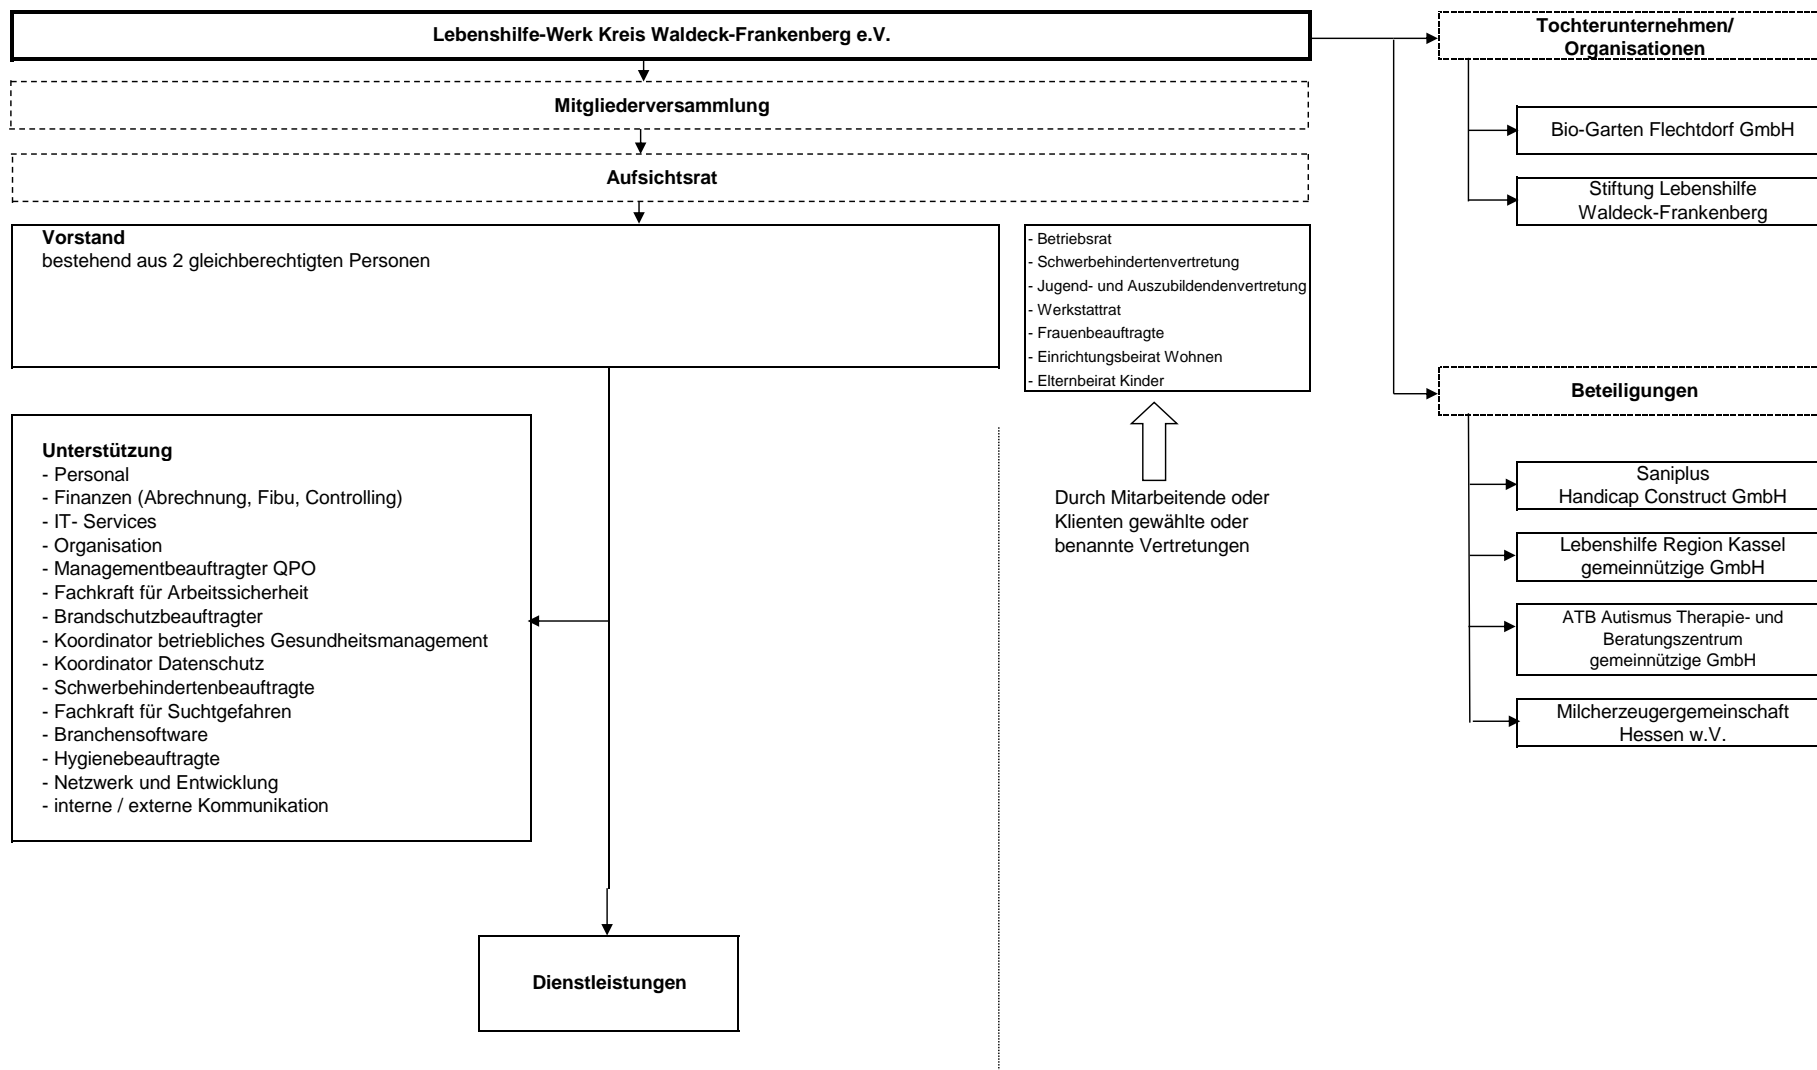 Lebenshilfe-Werk Kreis Waldeck-Frankenberg e.V.
Mitgliederversammlung
Aufsichtsrat
Vorstand
bestehend aus 2 gleichberechtigten Personen
- Betriebsrat
- Schwerbehindertenvertretung
- Jugend- und Auszubildendenvertretung
- Werkstattrat
- Frauenbeauftragte
- Einrichtungsbeirat Wohnen
- Elternbeirat Kinder
Durch Mitarbeitende oder
Klienten gewählte oder
benannte Vertretungen
Unterstützung
- Personal
- Finanzen (Abrechnung, Fibu, Controlling)
- IT- Services
- Organisation
- Managementbeauftragter QPO
- Fachkraft für Arbeitssicherheit
- Brandschutzbeauftragter
- Koordinator betriebliches Gesundheitsmanagement
- Koordinator Datenschutz
- Schwerbehindertenbeauftragte
- Fachkraft für Suchtgefahren
- Branchensoftware
- Hygienebeauftragte
- Netzwerk und Entwicklung
- interne / externe Kommunikation
Dienstleistungen
Tochterunternehmen/
Organisationen
Bio-Garten Flechtdorf GmbH
Stiftung Lebenshilfe
Waldeck-Frankenberg
Beteiligungen
Saniplus
Handicap Construct GmbH
Lebenshilfe Region Kassel
gemeinnützige GmbH
ATB Autismus Therapie- und
Beratungszentrum
gemeinnützige GmbH
Milcherzeugergemeinschaft
Hessen w.V.